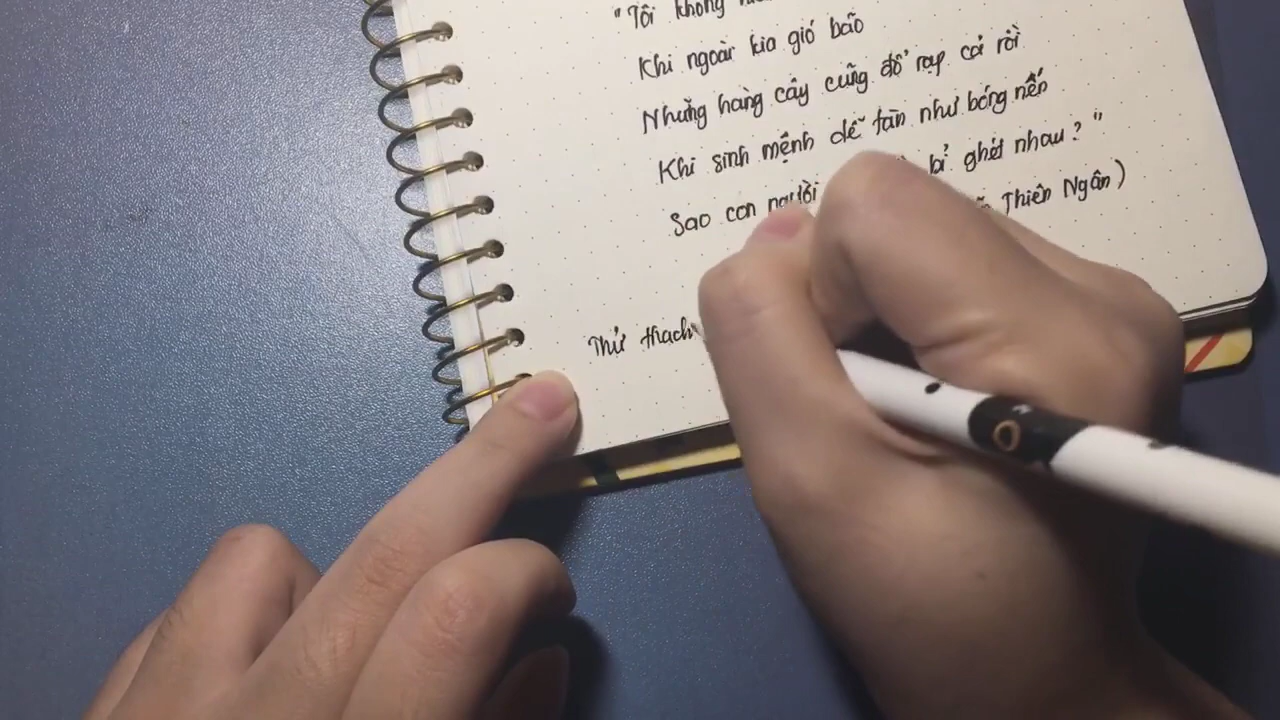 "Tôi không
Khi ngoài kia gió bão
Những hàng cây cũng đổ rạp cả rồi
Khi sinh mệnh dễ tàn như bóng nến
Sao con người bỉ ghét nhau?"
Thiên Ngân)
Thử thách